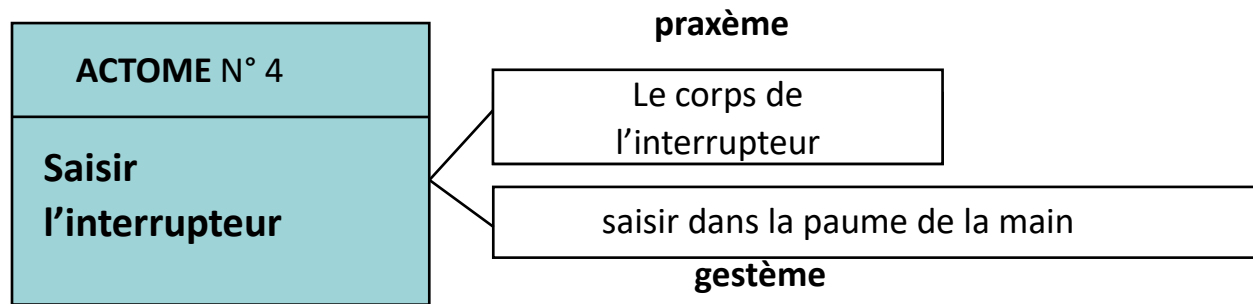 praxème
ACTOME N° 4
Le corps de
l’interrupteur
Saisir
l’interrupteur
saisir dans la paume de la main
gestème